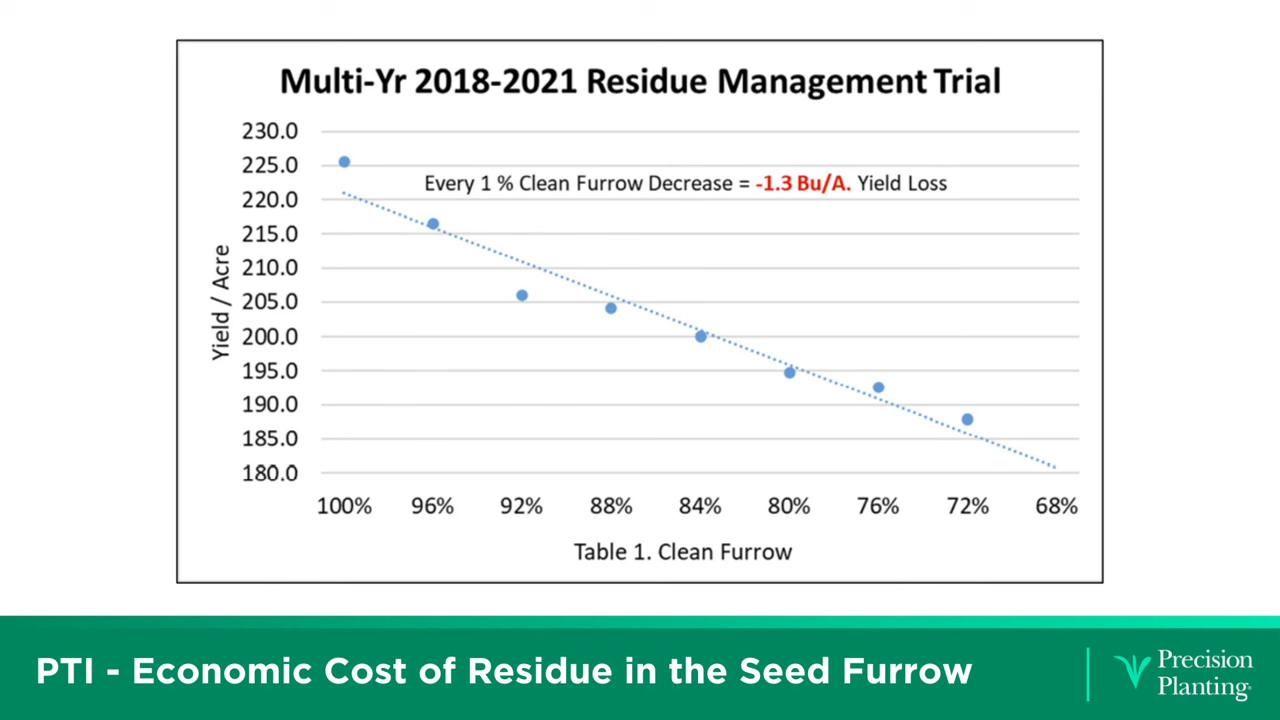 Multi-Yr 2018-2021 Residue Management Trial
230.0
225.0
Every 1 % Clean Furrow Decrease = -1.3 Bu/A. Yield Loss
220.0
215.0
210.0
205.0
200.0
195.0
190.0
185.0
180.0
Yield / Acre
100% 96% 92% 88% 84% 80% 76% 72% 68%
Table 1. Clean Furrow
PTI - Economic Cost of Residue in the Seed Furrow
Precision
Planting®